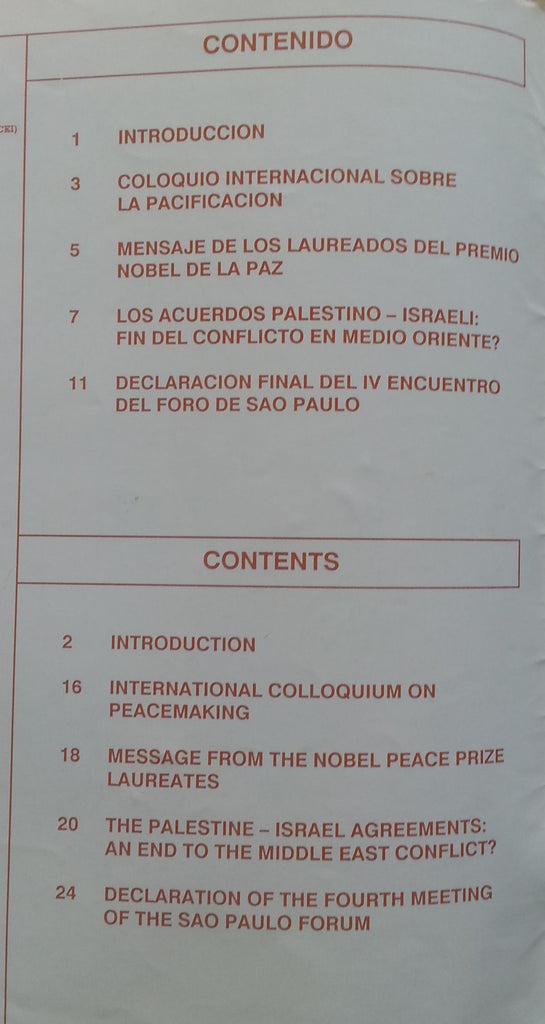 CONTENIDO
CEI)
1 INTRODUCCION
3 COLOQUIO INTERNACIONAL SOBRE
LA PACIFICACION
5 MENSAJE DE LOS LAUREADOS DEL PREMIO
NOBEL DE LA PAZ
7 LOS ACUERDOS PALESTINO – ISRAELI:
FIN DEL CONFLICTO EN MEDIO ORIENTE?
11 DECLARACION FINAL DEL IV ENCUENTRO
DEL FORO DE SAO PAULO
CONTENTS
2 INTRODUCTION
16 INTERNATIONAL COLLOQUIUM ON
PEACEMAKING
18 MESSAGE FROM THE NOBEL PEACE PRIZE
LAUREATES
20 THE PALESTINE – ISRAEL AGREEMENTS:
AN END TO THE MIDDLE EAST CONFLICT?
24 DECLARATION OF THE FOURTH MEETING
OF THE SAO PAULO FORUM